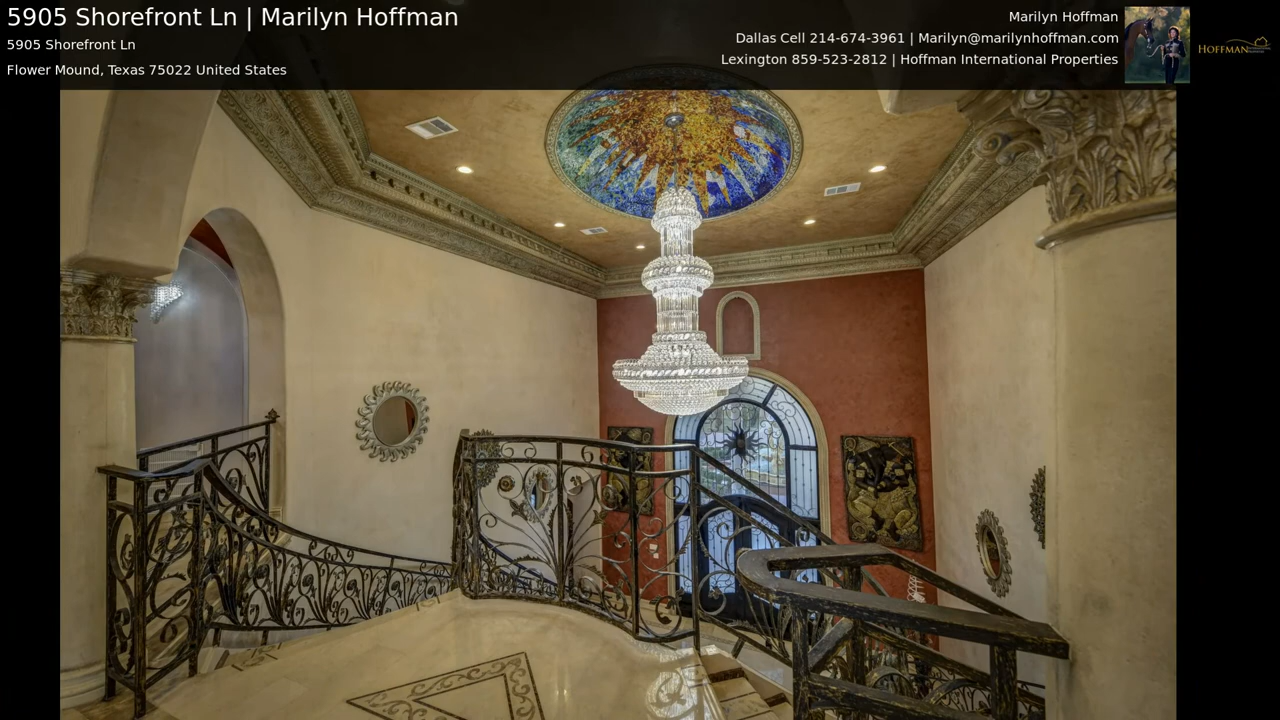 5905 Shorefront Ln | Marilyn Hoffman
5905 Shorefront Ln
Flower Mound, Texas 75022 United States
Marilyn Hoffman
Dallas Cell 214-674-3961 | Marilyn@marilynhoffman.com
Lexington 859-523-2812 | Hoffman International Properties
HOFFMAN